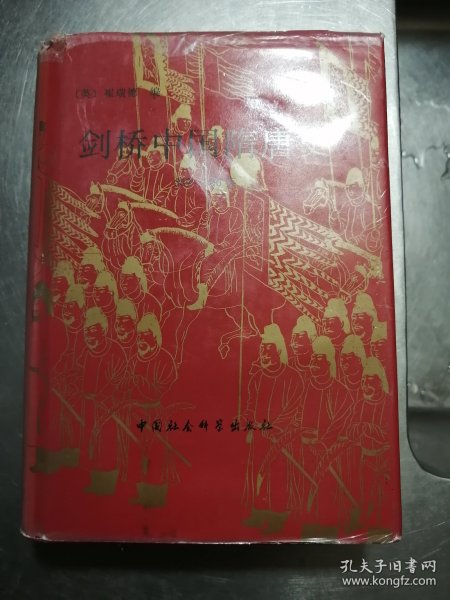 〔英〕崔瑞德 编
剑桥中国隋唐史
中国社会科学出版社
孔夫子旧书网
www.kongfz.com